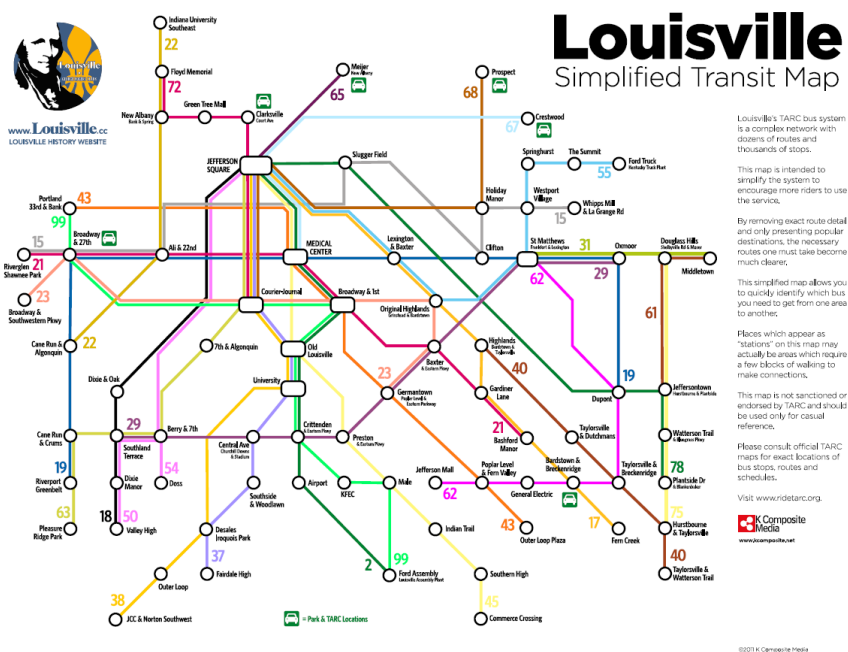 Louisville
Simplified Transit Map
Louisville
www.Louisville.cc
LOUISVILLE HISTORY WEBSITE
Indiana University
Southeast
22
Floyd Memorial
72
Green Tree Mall
New Albany
Bank & Spring
Clarksville
Court Ave
Meijer
New Albany
65
Prospect
68
Crestwood
67
JEFFERSON
SQUARE
Slugger Field
Springhurst
The Summit
Ford Truck
Kentucky Truck Plant
55
Portland
33rd & Bank
43
99
Holiday
Manor
Westport
Village
Whipps Mill
& La Grange Rd
15
Broadway
& 27th
15
21
Riverglen
Shawnee Park
Ali & 22nd
MEDICAL
CENTER
Lexington
& Baxter
Clifton
St Matthews
Frankfort & Lexington
31
Oxmoor
29
62
Douglass Hills
Shelbyville Rd & Moser
Middletown
23
Broadway &
Southwestern Pkwy
Courier-Journal
Broadway & 1st
Original Highlands
61
Cane Run &
Algonquin
22
7th & Algonquin
Old
Louisville
Baxter
& Eastern Pkwy
Highlands
40
19
Dixie & Oak
University
23
Germantown
Poplar Level &
Eastern Parkway
Gardiner
Lane
Dupont
Jeffersontown
Cane Run
& Crums
29
Southland
Terrace
Berry & 7th
Central Ave
Churchill Downs
& Stadium
Crittenden
& Eastern Pkwy
Preston
& Eastern Pkwy
21
Bashford
Manor
Taylorsville
& Dutchmans
Watterson Trail
19
Riverport
Greenbelt
Dixie
Manor
54
Doss
Southside
& Woodlawn
Airport
KFEC
Male
Jefferson Mall
62
Poplar Level
& Fern Valley
General Electric
Bardstown &
Breckenridge
Taylorsville &
Breckenridge
78
Plantside Dr
63
Pleasure
Ridge Park
18
50
Valley High
Desales
Iroquois Park
Indian Trail
43
Outer Loop Plaza
17
Fern Creek
75
Hurstbourne
& Taylorsville
37
Fairdale High
Outer Loop
2
99
Ford Assembly
Louisville Assembly Plant
Southern High
40
Taylorsville &
Watterson Trail
38
JCC & Norton Southwest
45
Commerce Crossing
= Park & TARC Locations
Louisville's TARC bus system
is a complex network with
dozens of routes and
thousands of stops.
This map is intended to
simplify the system to
encourage more riders to use
the service.
By removing exact route detail
and only presenting popular
destinations, the necessary
routes one must take become
much clearer.
This simplified map allows you
to quickly identify which bus
you need to get from one area
to another.
Places which appear as
"stations" on this map may
actually be areas which require
a few blocks of walking to
make connections.
This map is not sanctioned or
endorsed by TARC and should
be used only for casual
reference.
Please consult official TARC
maps for exact locations of
bus stops, routes and
schedules.
Visit www.ridetarc.org.
K Composite
Media
www.kcomposite.net
©2011 K Composite Media